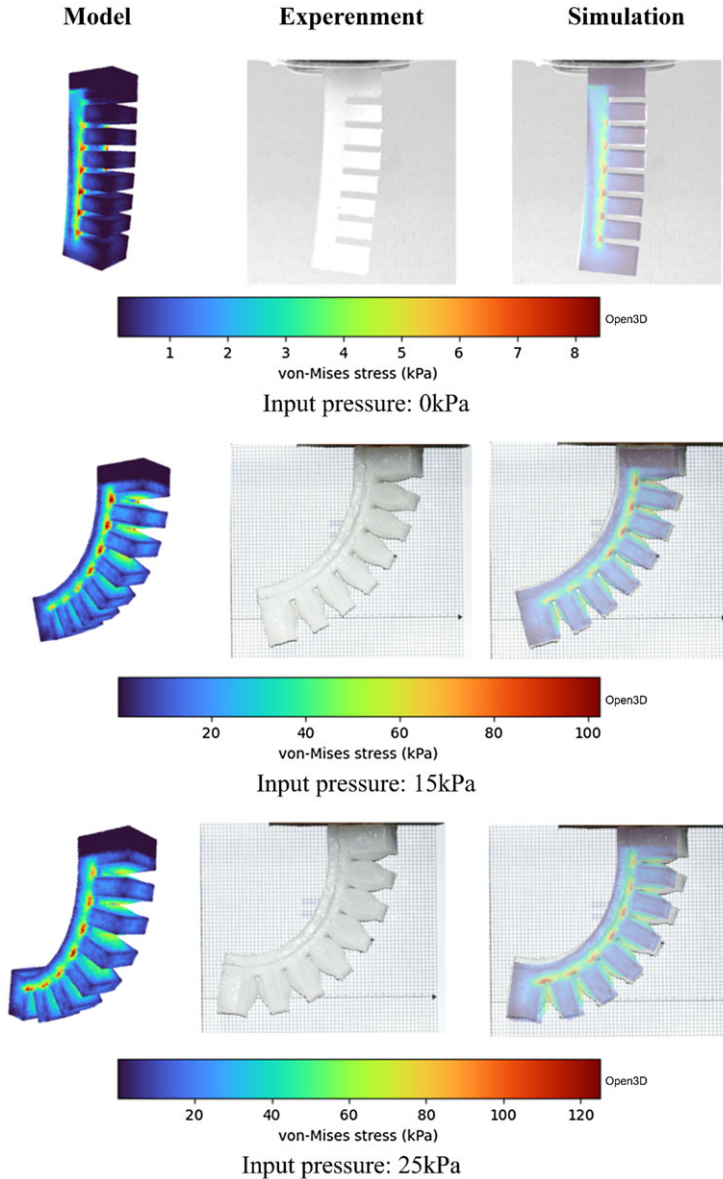 Model Experenment Simulation
Open3D
1 2 3 4 5 6 7 8
von-Mises stress (kPa)
Input pressure: 0kPa
Open3D
20 40 60 80 100
von-Mises stress (kPa)
Input pressure: 15kPa
Open3D
20 40 60 80 100 120
von-Mises stress (kPa)
Input pressure: 25kPa